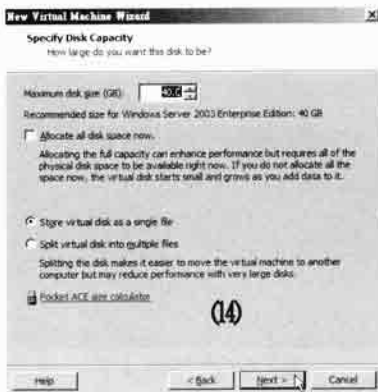 New Virtual Machine Wizard
Specify Disk Capacity
How large do you want this disk to be?
Maximum disk size (GB): 40.0
Recommended size for Windows Server 2003 Enterprise Edition: 40 GB
Allocate all disk space now.
Allocating the full capacity can enhance performance but requires all of the
physical disk space to be available right now. If you do not allocate all the
space now, the virtual disk starts small and grows as you add data to it.
Store virtual disk as a single file
Split virtual disk into multiple files
Splitting the disk makes it easier to move the virtual machine to another
computer but may reduce performance with very large disks.
Pocket ACE size calculator
(14)
Help
< Back
Next >
Cancel